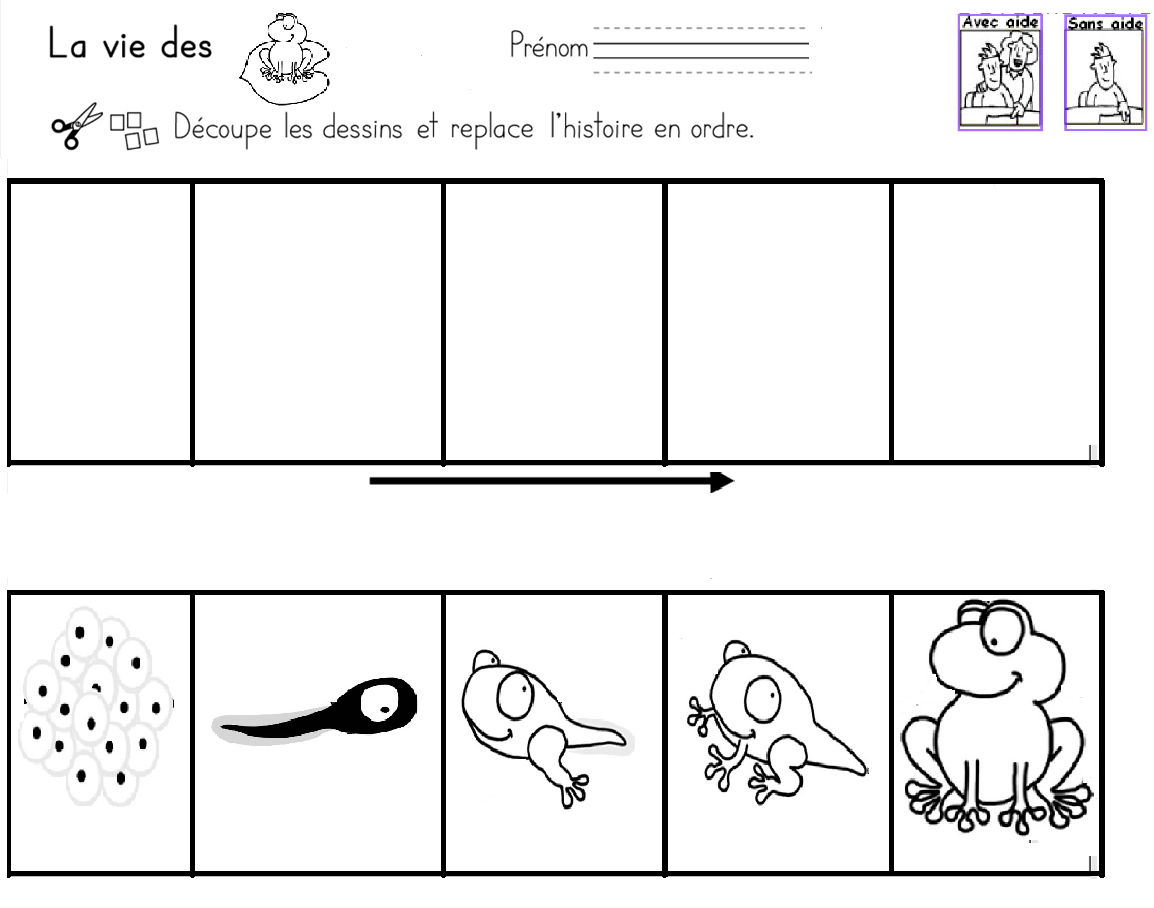 La vie des
Prénom
Avec aide
Sans aide
Découpe les dessins et replace l'histoire en ordre.